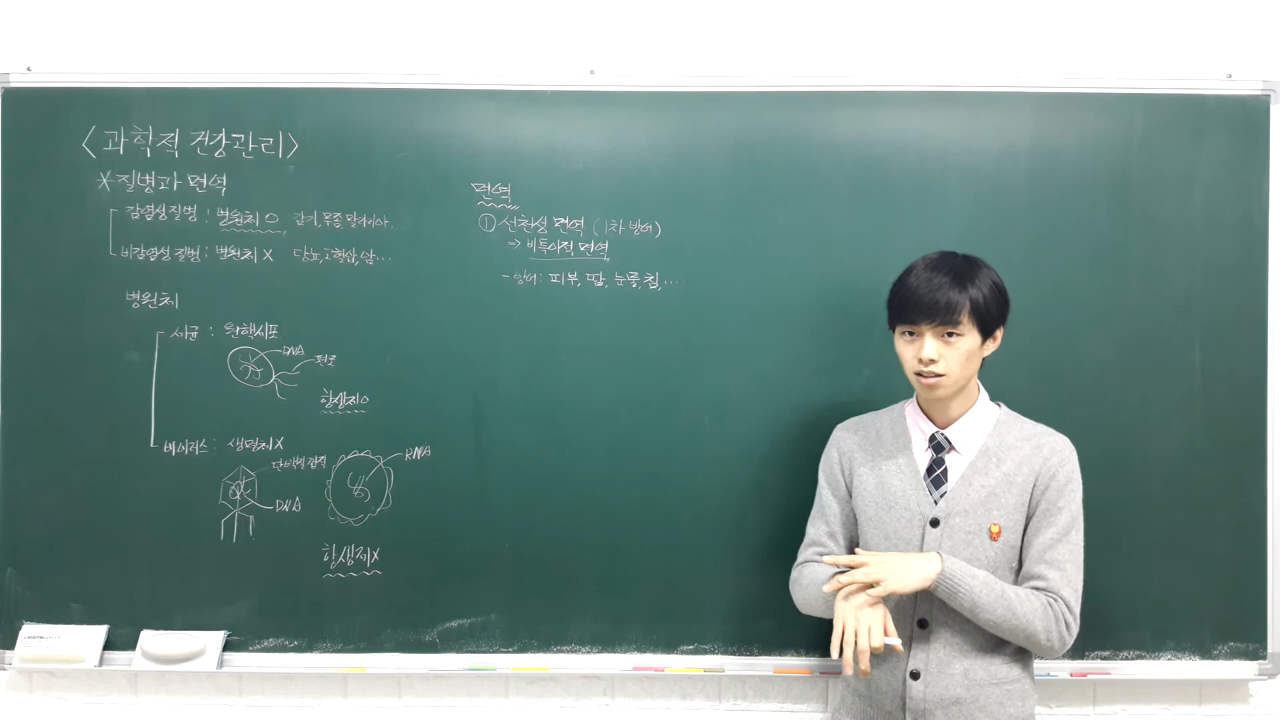 <과학적 건강관리>
*질병과 면역
감염성질병 : 병원체 O 감기, 무좀, 말라리아...
비감염성 질병 : 병원체 X 당뇨, 고혈압, 암...
병원체
세균 : 단핵세포
DNA
편모
항생제O
바이러스 : 생명체X
단백질 껍질
DNA
RNA
항생제X
면역
① 선천성 면역 (1차 방어)
→ 비특이적 면역
- 방어 : 피부, 땀, 눈물, 침, ...